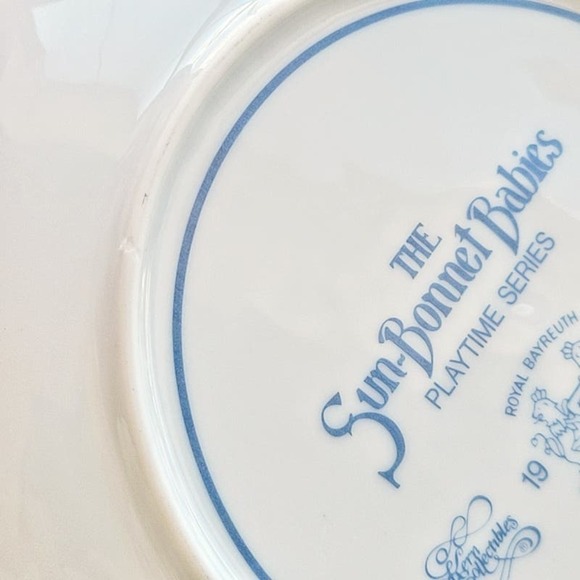 THE
Sun-Bonnet Babies
PLAYTIME SERIES
ROYAL BAYREUTH
19